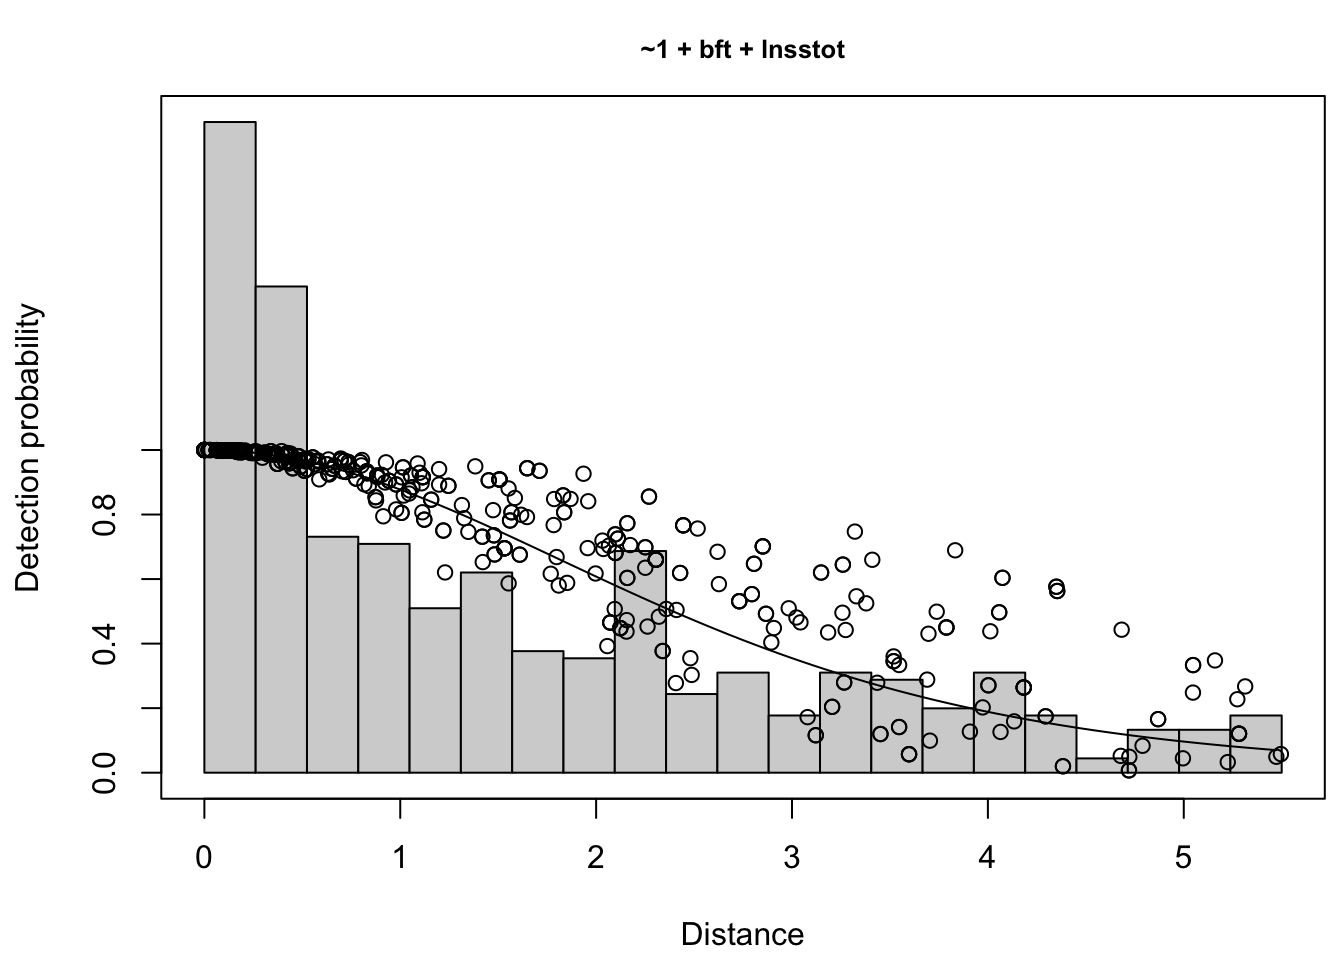 ~1 + bft + lnsstot
Detection probability
0.8
0.4
0.0
0 1 2 3 4 5
Distance